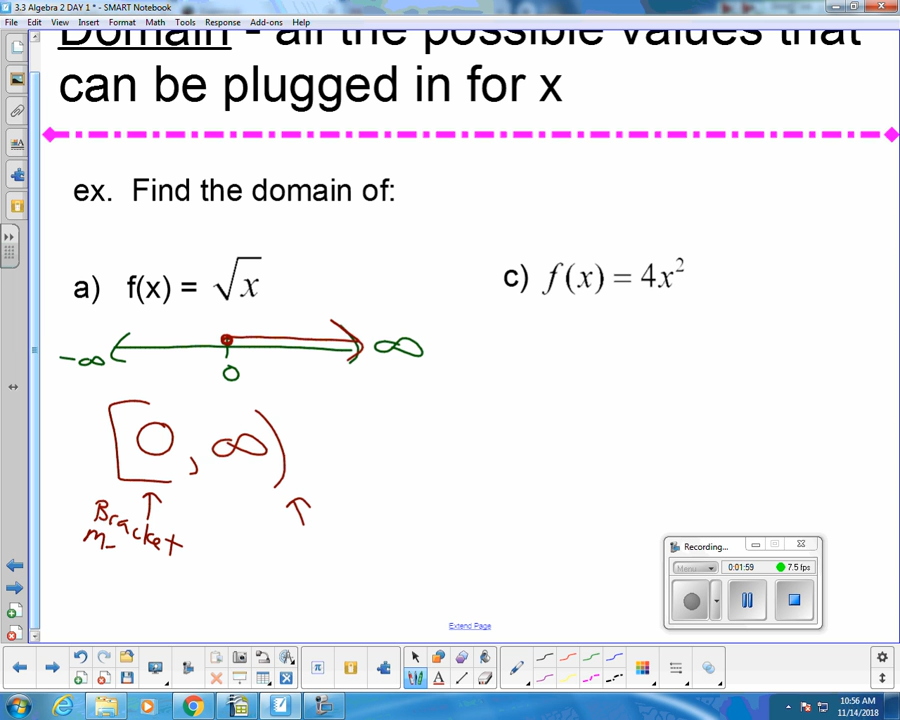 3.3 Algebra 2 DAY 1 * - SMART Notebook
File Edit View Insert Format Math Tools Response Add-ons Help
Domain - all the possible values that
can be plugged in for x
ex. Find the domain of:
a) f(x) = √x
c) f(x) = 4x²
-∞ 0 ∞
[0, ∞)
Bracket
Recording...
Menu
0:01:59
7.5 fps
Extend Page
10:56 AM
11/14/2018